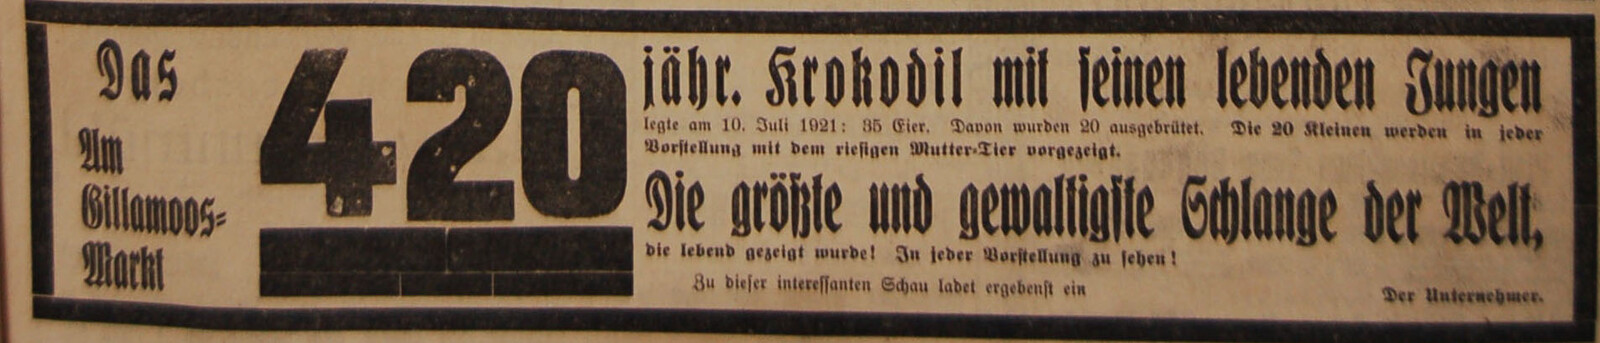 Das
Am
Gillamoos-
Markt
420
jähr. Krokodil mit seinen lebenden Jungen
legte am 10. Juli 1921: 35 Eier. Davon wurden 20 ausgebrütet. Die 20 Kleinen werden in jeder
Vorstellung mit dem riesigen Mutter-Tier vorgezeigt.
Die größte und gewaltigste Schlange der Welt,
die lebend gezeigt wurde! In jeder Vorstellung zu sehen!
Zu dieser interessanten Schau ladet ergebenst ein
Der Unternehmer.